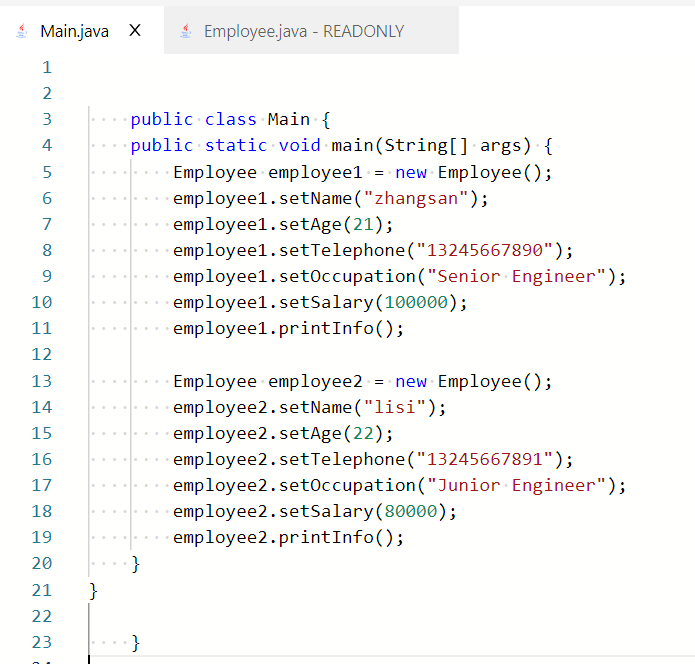 Main.java X Employee.java - READONLY
1
2
3 public class Main {
4 public static void main(String[] args) {
5 Employee employee1 = new Employee();
6 employee1.setName("zhangsan");
7 employee1.setAge(21);
8 employee1.setTelephone("13245667890");
9 employee1.setOccupation("Senior Engineer");
10 employee1.setSalary(100000);
11 employee1.printInfo();
12
13 Employee employee2 = new Employee();
14 employee2.setName("lisi");
15 employee2.setAge(22);
16 employee2.setTelephone("13245667891");
17 employee2.setOccupation("Junior Engineer");
18 employee2.setSalary(80000);
19 employee2.printInfo();
20 }
21 }
22
23 }